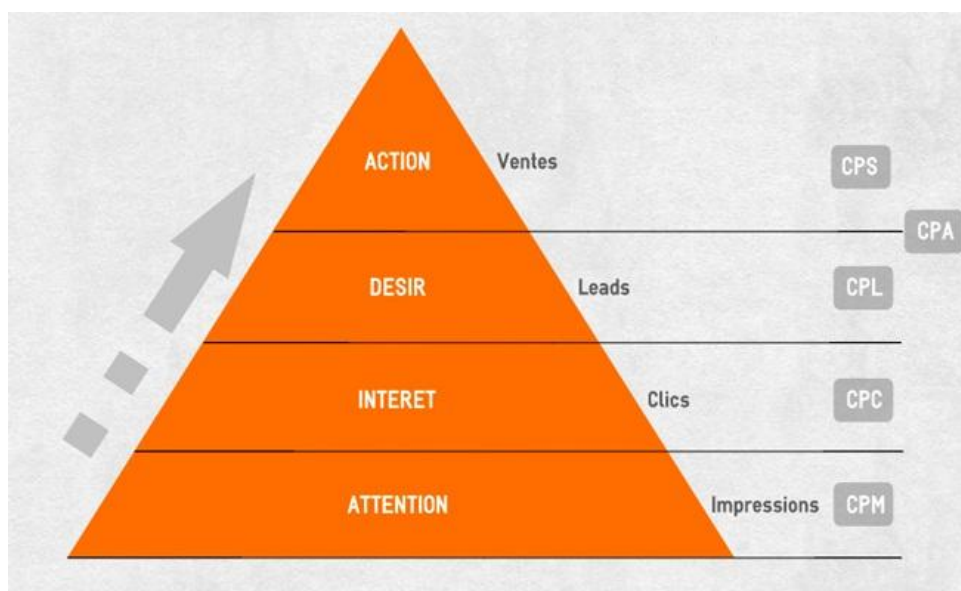 ACTION Ventes CPS
CPA
DESIR Leads CPL
INTERET Clics CPC
ATTENTION Impressions CPM